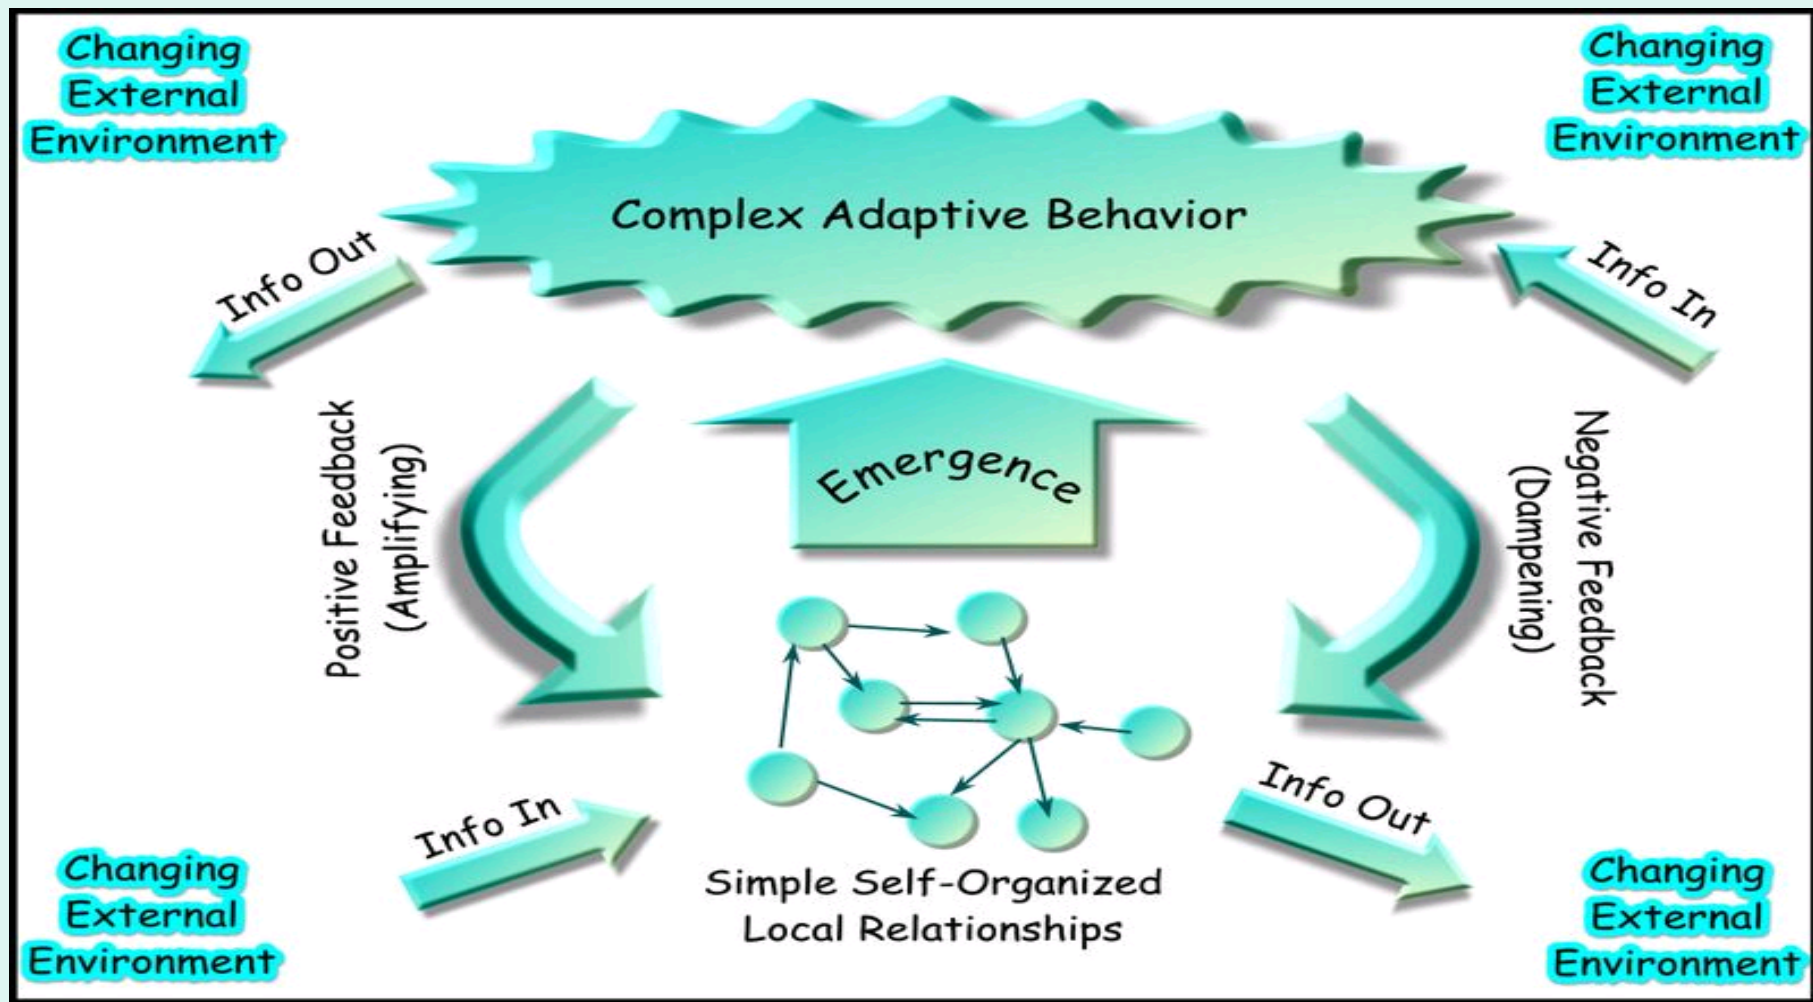 Changing
External
Environment
Changing
External
Environment
Complex Adaptive Behavior
Info Out
Info In
Positive Feedback
(Amplifying)
Emergence
Negative Feedback
(Dampening)
Info In
Info Out
Simple Self-Organized
Local Relationships
Changing
External
Environment
Changing
External
Environment